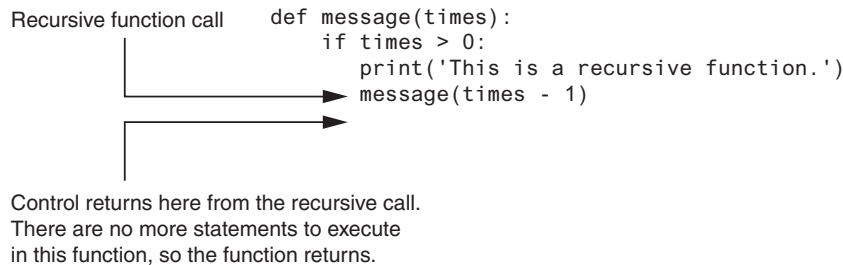 Recursive function call
def message(times):
if times > 0:
print('This is a recursive function.')
message(times - 1)
Control returns here from the recursive call.
There are no more statements to execute
in this function, so the function returns.